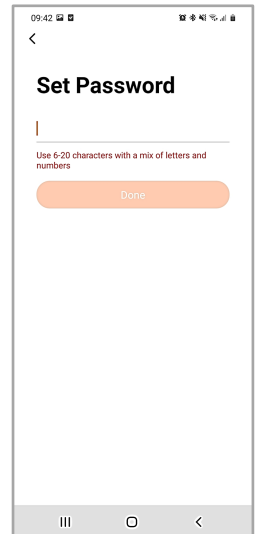 09:42
Set Password
Use 6-20 characters with a mix of letters and
numbers
Done